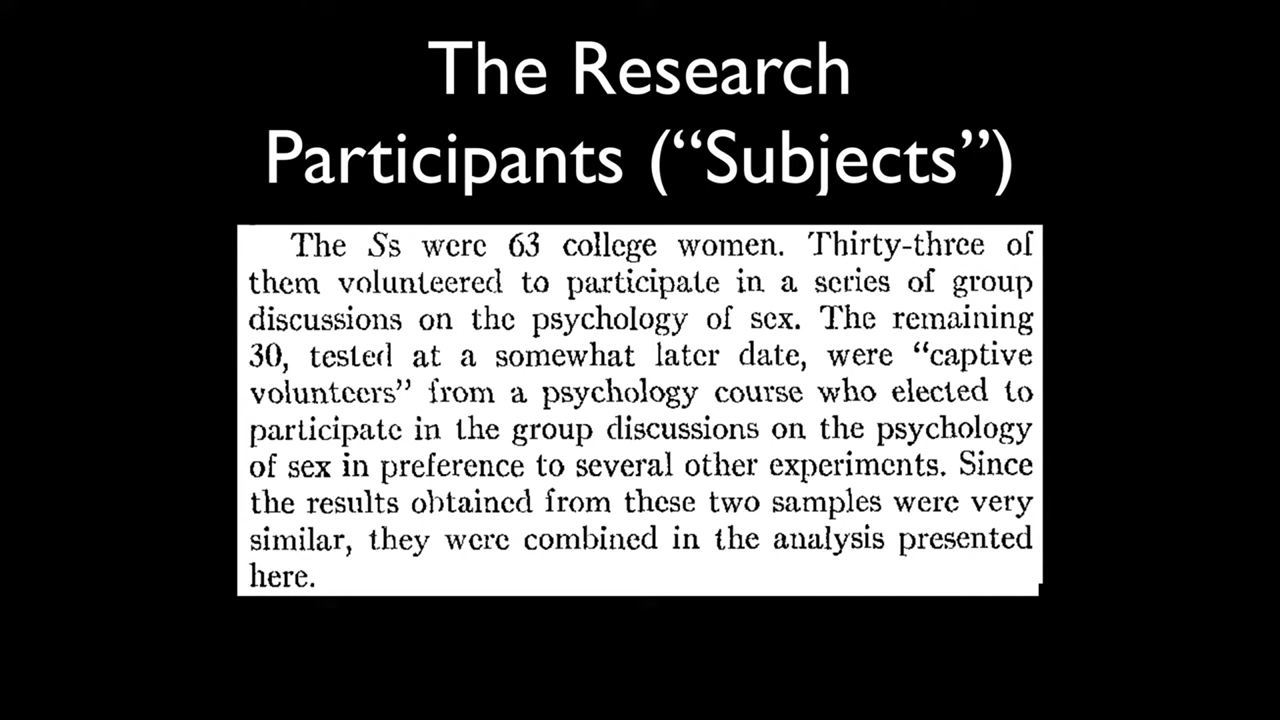 The Research
Participants (“Subjects”)
The Ss were 63 college women. Thirty-three of
them volunteered to participate in a series of group
discussions on the psychology of sex. The remaining
30, tested at a somewhat later date, were “captive
volunteers” from a psychology course who elected to
participate in the group discussions on the psychology
of sex in preference to several other experiments. Since
the results obtained from these two samples were very
similar, they were combined in the analysis presented
here.